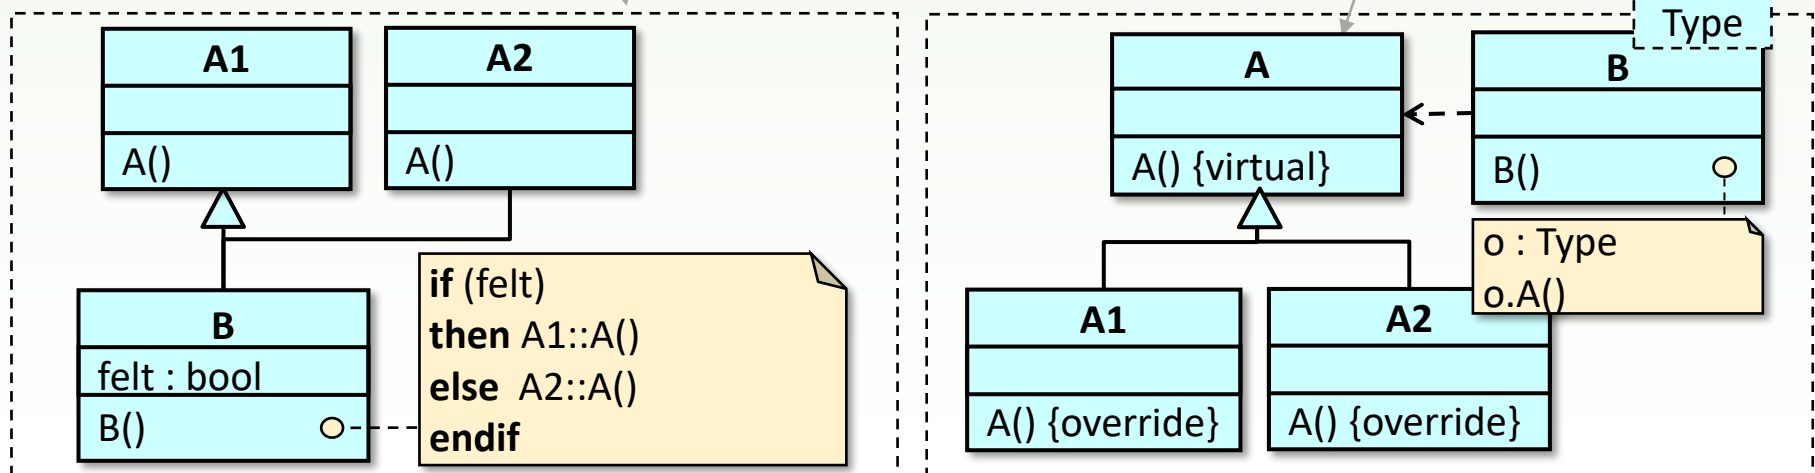 A1
A()
A2
A()
B
felt : bool
B()
if (felt)
then A1::A()
else A2::A()
endif
A
A() {virtual}
Type
B
B()
o : Type
o.A()
A1
A() {override}
A2
A() {override}